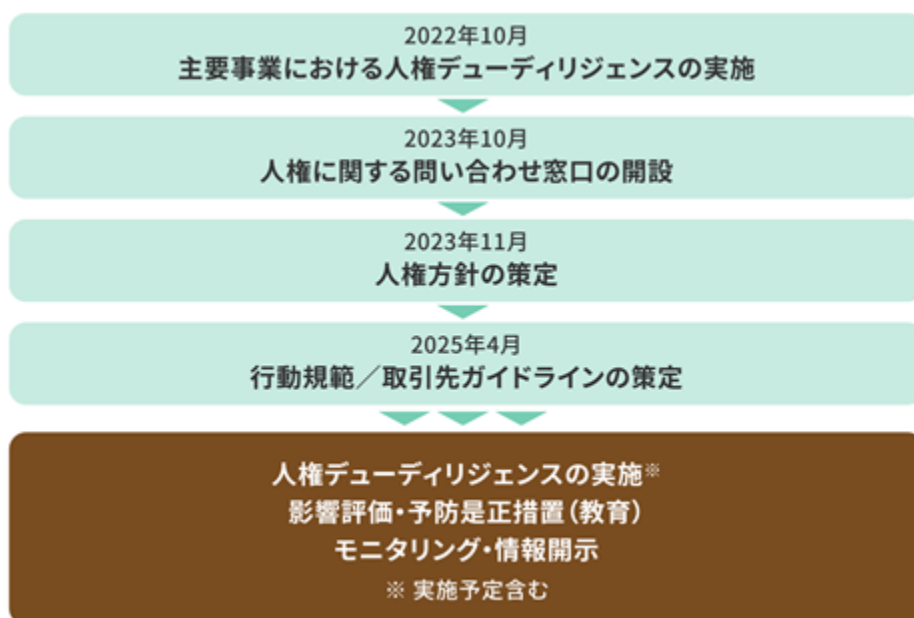 2022年10月
主要事業における人権デューディリジェンスの実施
2023年10月
人権に関する問い合わせ窓口の開設
2023年11月
人権方針の策定
2025年4月
行動規範／取引先ガイドラインの策定
人権デューディリジェンスの実施※
影響評価・予防是正措置（教育）
モニタリング・情報開示
※ 実施予定含む